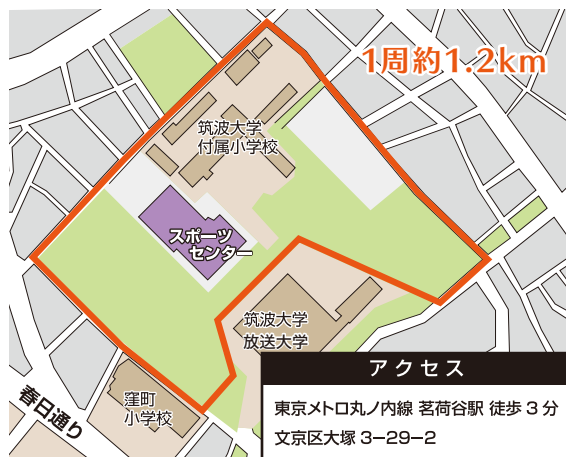 1周約1.2km
筑波大学
付属小学校
スポーツ
センター
筑波大学
放送大学
窪町
小学校
春日通り
アクセス
東京メトロ丸ノ内線 茗荷谷駅 徒歩3分
文京区大塚3−29−2